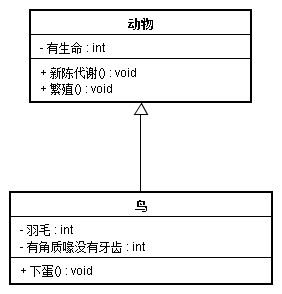 动物
- 有生命 : int
+ 新陈代谢() : void
+ 繁殖() : void
鸟
- 羽毛 : int
- 有角质喙没有牙齿 : int
+ 下蛋() : void